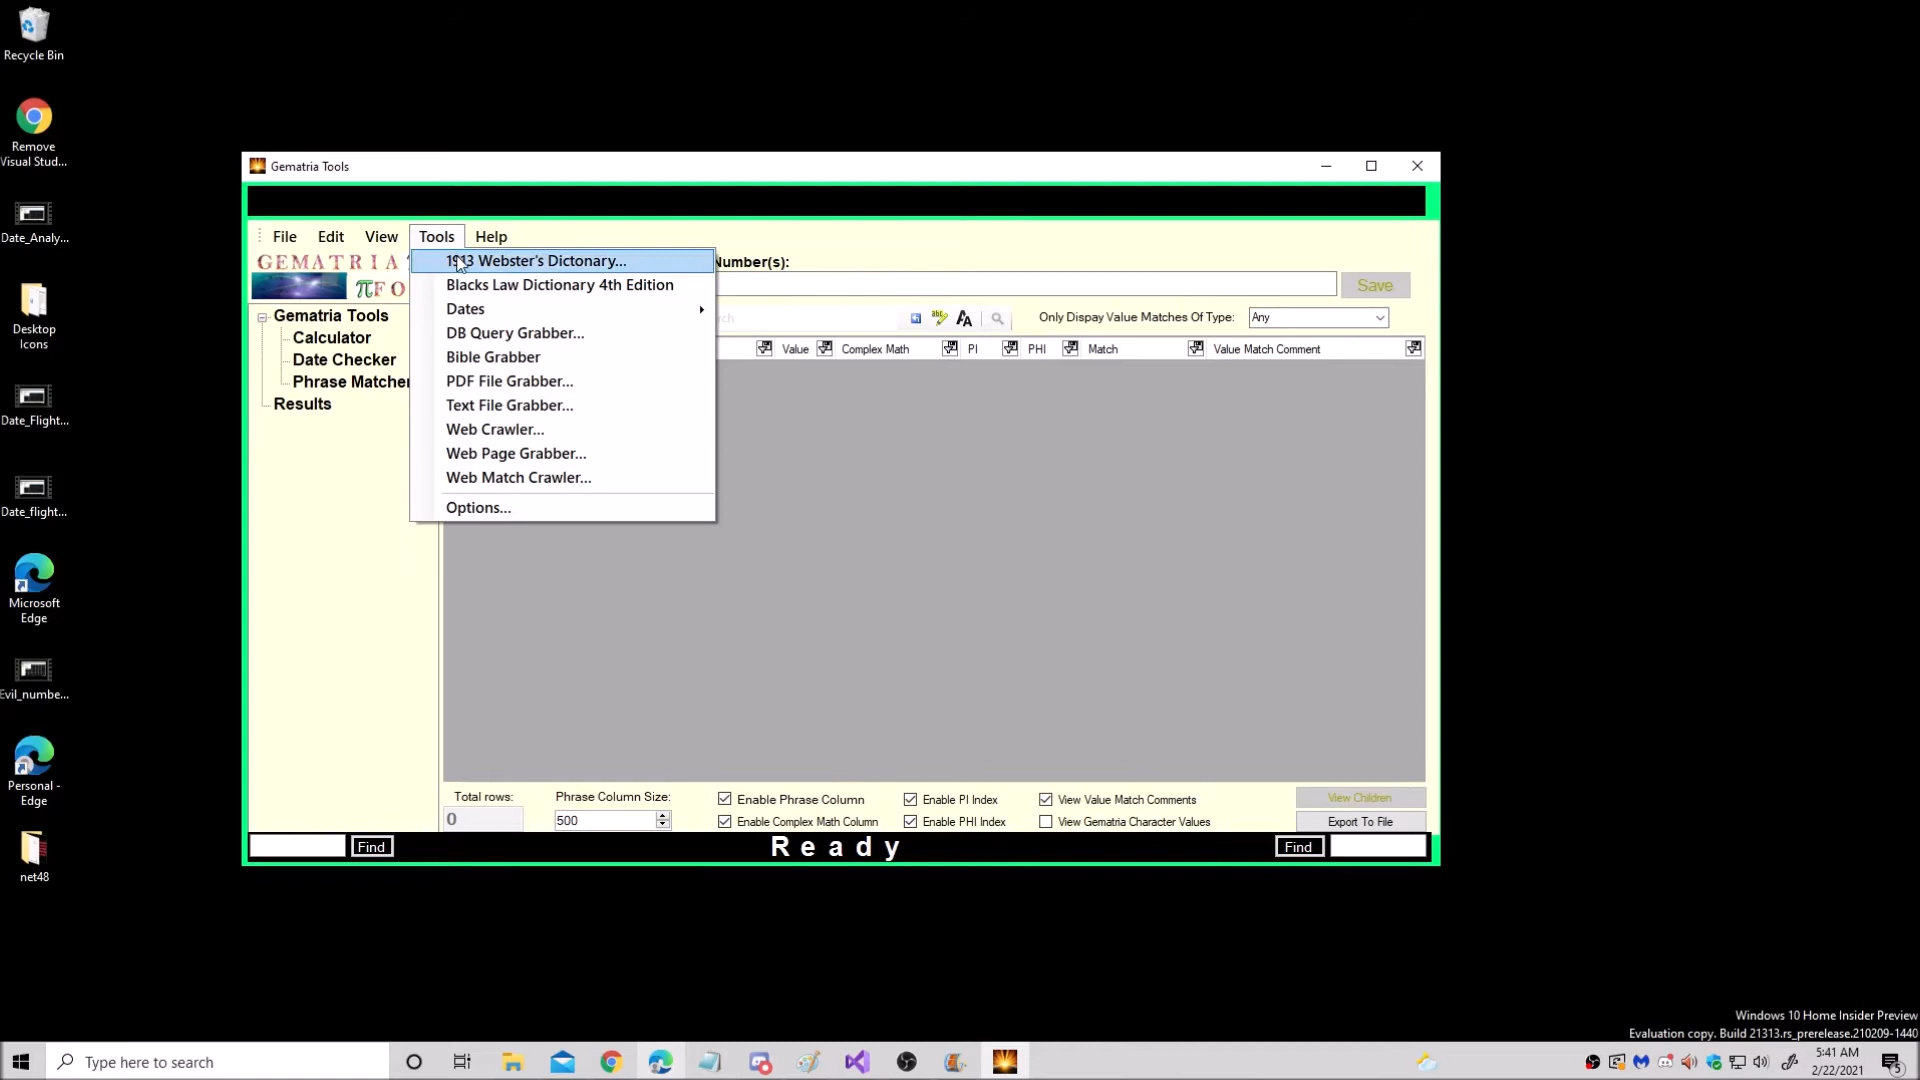 Recycle Bin
Remove
Visual Stud...
Date_Analy...
Desktop
Icons
Date_Flight...
Date_flight...
Microsoft
Edge
Evil_numbe...
Personal -
Edge
net48
Gematria Tools
File Edit View Tools Help
GEMATRIA
πFO
1913 Webster's Dictonary...
Blacks Law Dictionary 4th Edition
Dates
DB Query Grabber...
Bible Grabber
PDF File Grabber...
Text File Grabber...
Web Crawler...
Web Page Grabber...
Web Match Crawler...
Options...
Gematria Tools
Calculator
Date Checker
Phrase Matcher
Results
Number(s):
Save
Only Dispay Value Matches Of Type: Any
Value Complex Math PI PHI Match Value Match Comment
Total rows:
0
Phrase Column Size:
500
Enable Phrase Column Enable PI Index View Value Match Comments View Children
Enable Complex Math Column Enable PHI Index View Gematria Character Values Export To File
Find Ready Find
Windows 10 Home Insider Preview
Evaluation copy. Build 21313.rs_prerelease.210209-1440
Type here to search
5:41 AM
2/22/2021
5